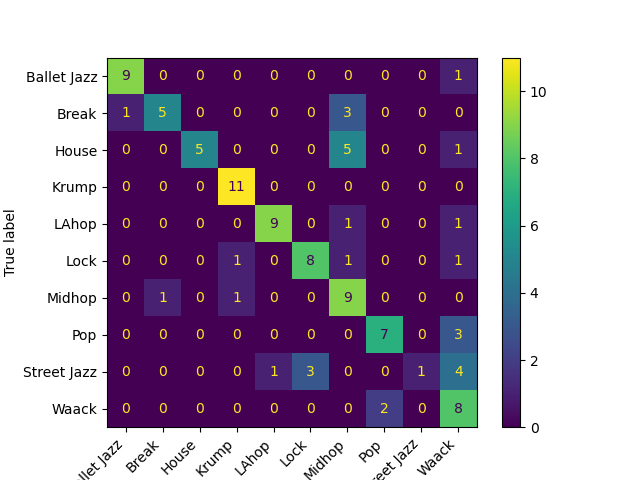 Ballet Jazz 9 0 0 0 0 0 0 0 0 1
Break 1 5 0 0 0 0 3 0 0 0
House 0 0 5 0 0 0 5 0 0 1
Krump 0 0 0 11 0 0 0 0 0 0
LAhop 0 0 0 0 9 0 1 0 0 1
Lock 0 0 0 1 0 8 1 0 0 1
Midhop 0 1 0 1 0 0 9 0 0 0
Pop 0 0 0 0 0 0 0 7 0 3
Street Jazz 0 0 0 0 1 3 0 0 1 4
Waack 0 0 0 0 0 0 0 2 0 8
True label
llet Jazz Break House Krump LAhop Lock Midhop Pop reet Jazz Waack
10
8
6
4
2
0